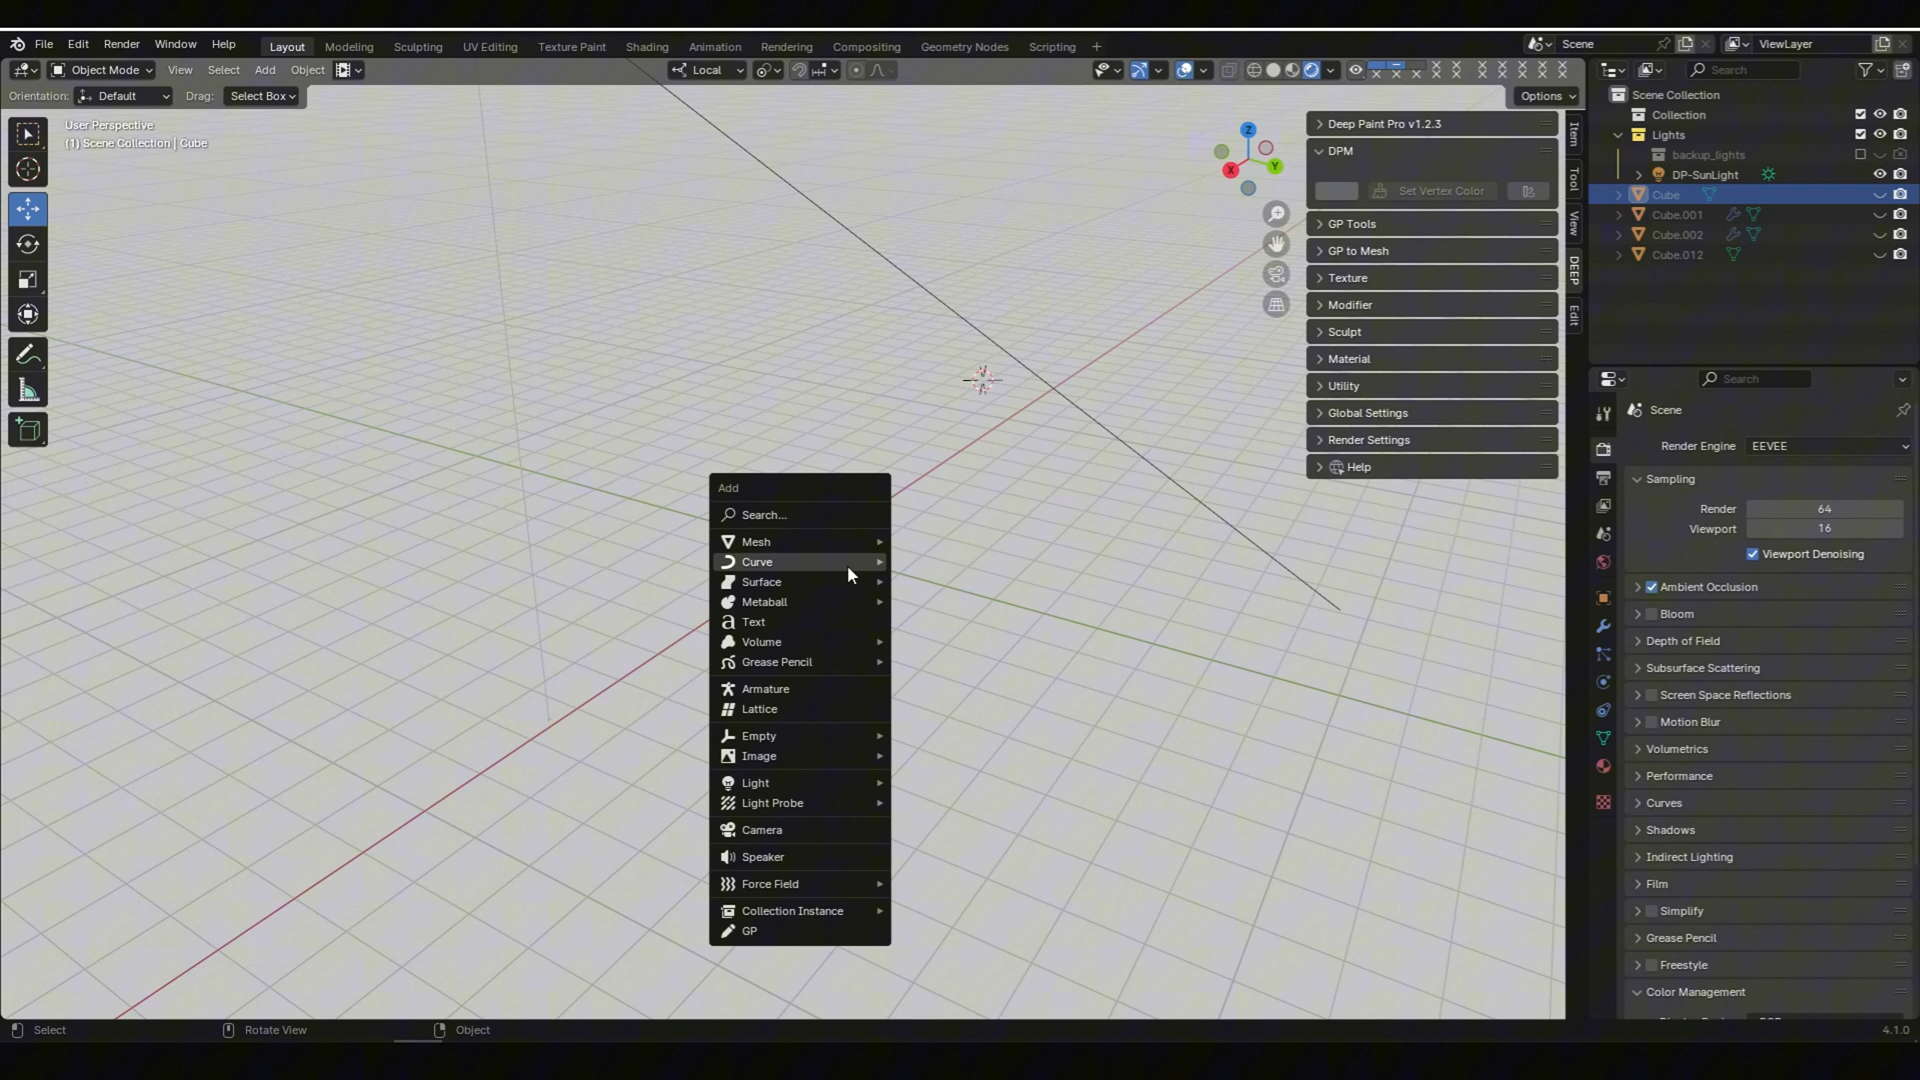 File Edit Render Window Help Layout Modeling Sculpting UV Editing Texture Paint Shading Animation Rendering Compositing Geometry Nodes Scripting + Scene ViewLayer
Object Mode View Select Add Object Local Search
Orientation: Default Drag: Select Box Options
User Perspective
(1) Scene Collection | Cube
Z
Y
X
Deep Paint Pro v1.2.3
DPM
Set Vertex Color
GP Tools
GP to Mesh
Texture
Modifier
Sculpt
Material
Utility
Global Settings
Render Settings
Help
Item
Tool
View
DEEP
Edit
Scene Collection
Collection
Lights
backup_lights
DP-SunLight
Cube
Cube.001
Cube.002
Cube.012
Add
Search...
Mesh
Curve
Surface
Metaball
Text
Volume
Grease Pencil
Armature
Lattice
Empty
Image
Light
Light Probe
Camera
Speaker
Force Field
Collection Instance
GP
Search
Scene
Render Engine EEVEE
Sampling
Render 64
Viewport 16
Viewport Denoising
Ambient Occlusion
Bloom
Depth of Field
Subsurface Scattering
Screen Space Reflections
Motion Blur
Volumetrics
Performance
Curves
Shadows
Indirect Lighting
Film
Simplify
Grease Pencil
Freestyle
Color Management
Select Rotate View Object 4.1.0